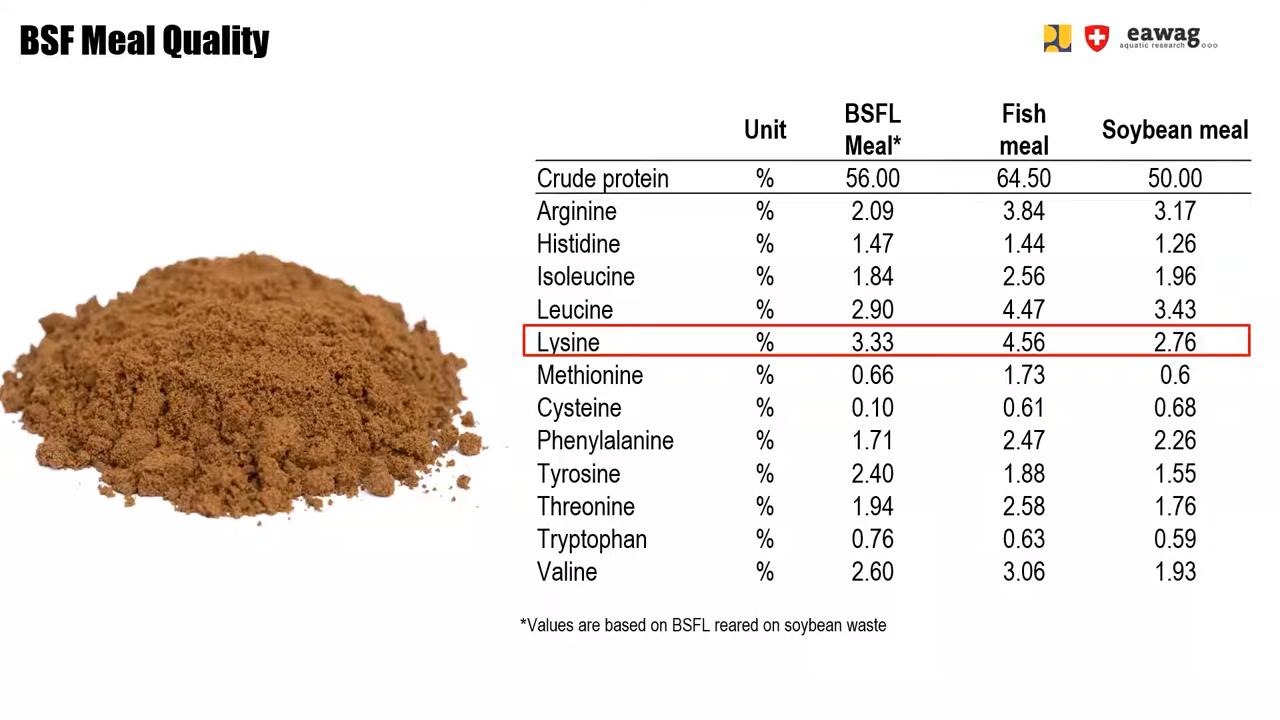 BSF Meal Quality
eawag
aquatic research
Unit BSFL Meal* Fish meal Soybean meal
Crude protein % 56.00 64.50 50.00
Arginine % 2.09 3.84 3.17
Histidine % 1.47 1.44 1.26
Isoleucine % 1.84 2.56 1.96
Leucine % 2.90 4.47 3.43
Lysine % 3.33 4.56 2.76
Methionine % 0.66 1.73 0.6
Cysteine % 0.10 0.61 0.68
Phenylalanine % 1.71 2.47 2.26
Tyrosine % 2.40 1.88 1.55
Threonine % 1.94 2.58 1.76
Tryptophan % 0.76 0.63 0.59
Valine % 2.60 3.06 1.93
*Values are based on BSFL reared on soybean waste